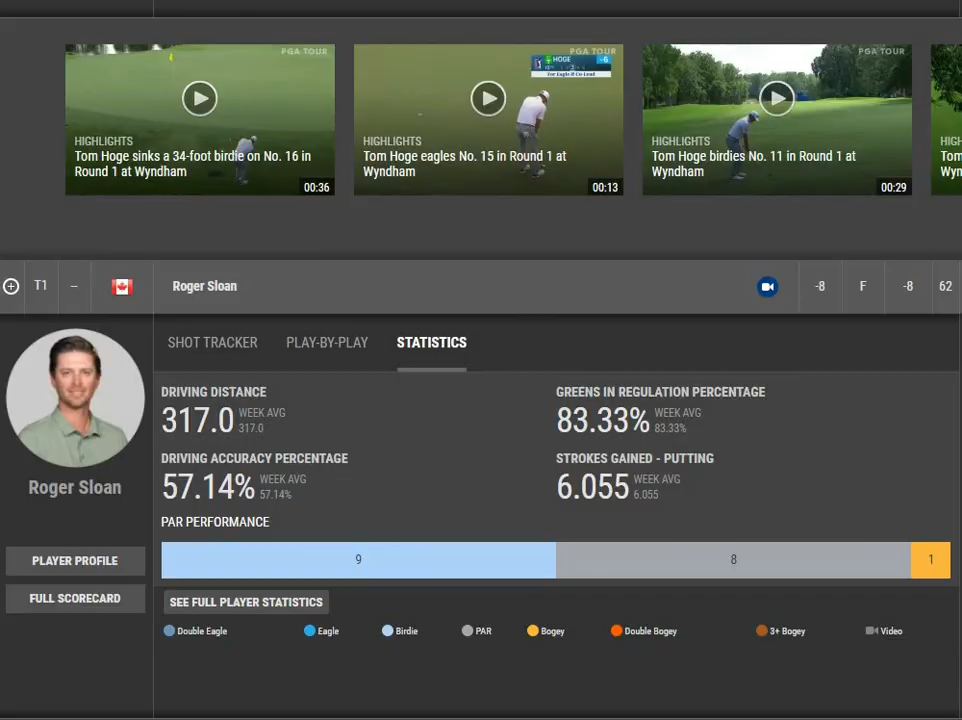 PGA TOUR
HIGHLIGHTS
Tom Hoge sinks a 34-foot birdie on No. 16 in
Round 1 at Wyndham
00:36
PGA TOUR
HOGE -6
For Eagle & Co-Lead
HIGHLIGHTS
Tom Hoge eagles No. 15 in Round 1 at
Wyndham
00:13
PGA TOUR
HIGHLIGHTS
Tom Hoge birdies No. 11 in Round 1 at
Wyndham
00:29
T1 – Roger Sloan -8 F -8 62
SHOT TRACKER PLAY-BY-PLAY STATISTICS
DRIVING DISTANCE
317.0 WEEK AVG
317.0
GREENS IN REGULATION PERCENTAGE
83.33% WEEK AVG
83.33%
DRIVING ACCURACY PERCENTAGE
57.14% WEEK AVG
57.14%
STROKES GAINED - PUTTING
6.055 WEEK AVG
6.055
Roger Sloan
PLAYER PROFILE
FULL SCORECARD
PAR PERFORMANCE
9 8 1
SEE FULL PLAYER STATISTICS
Double Eagle Eagle Birdie PAR Bogey Double Bogey 3+ Bogey Video